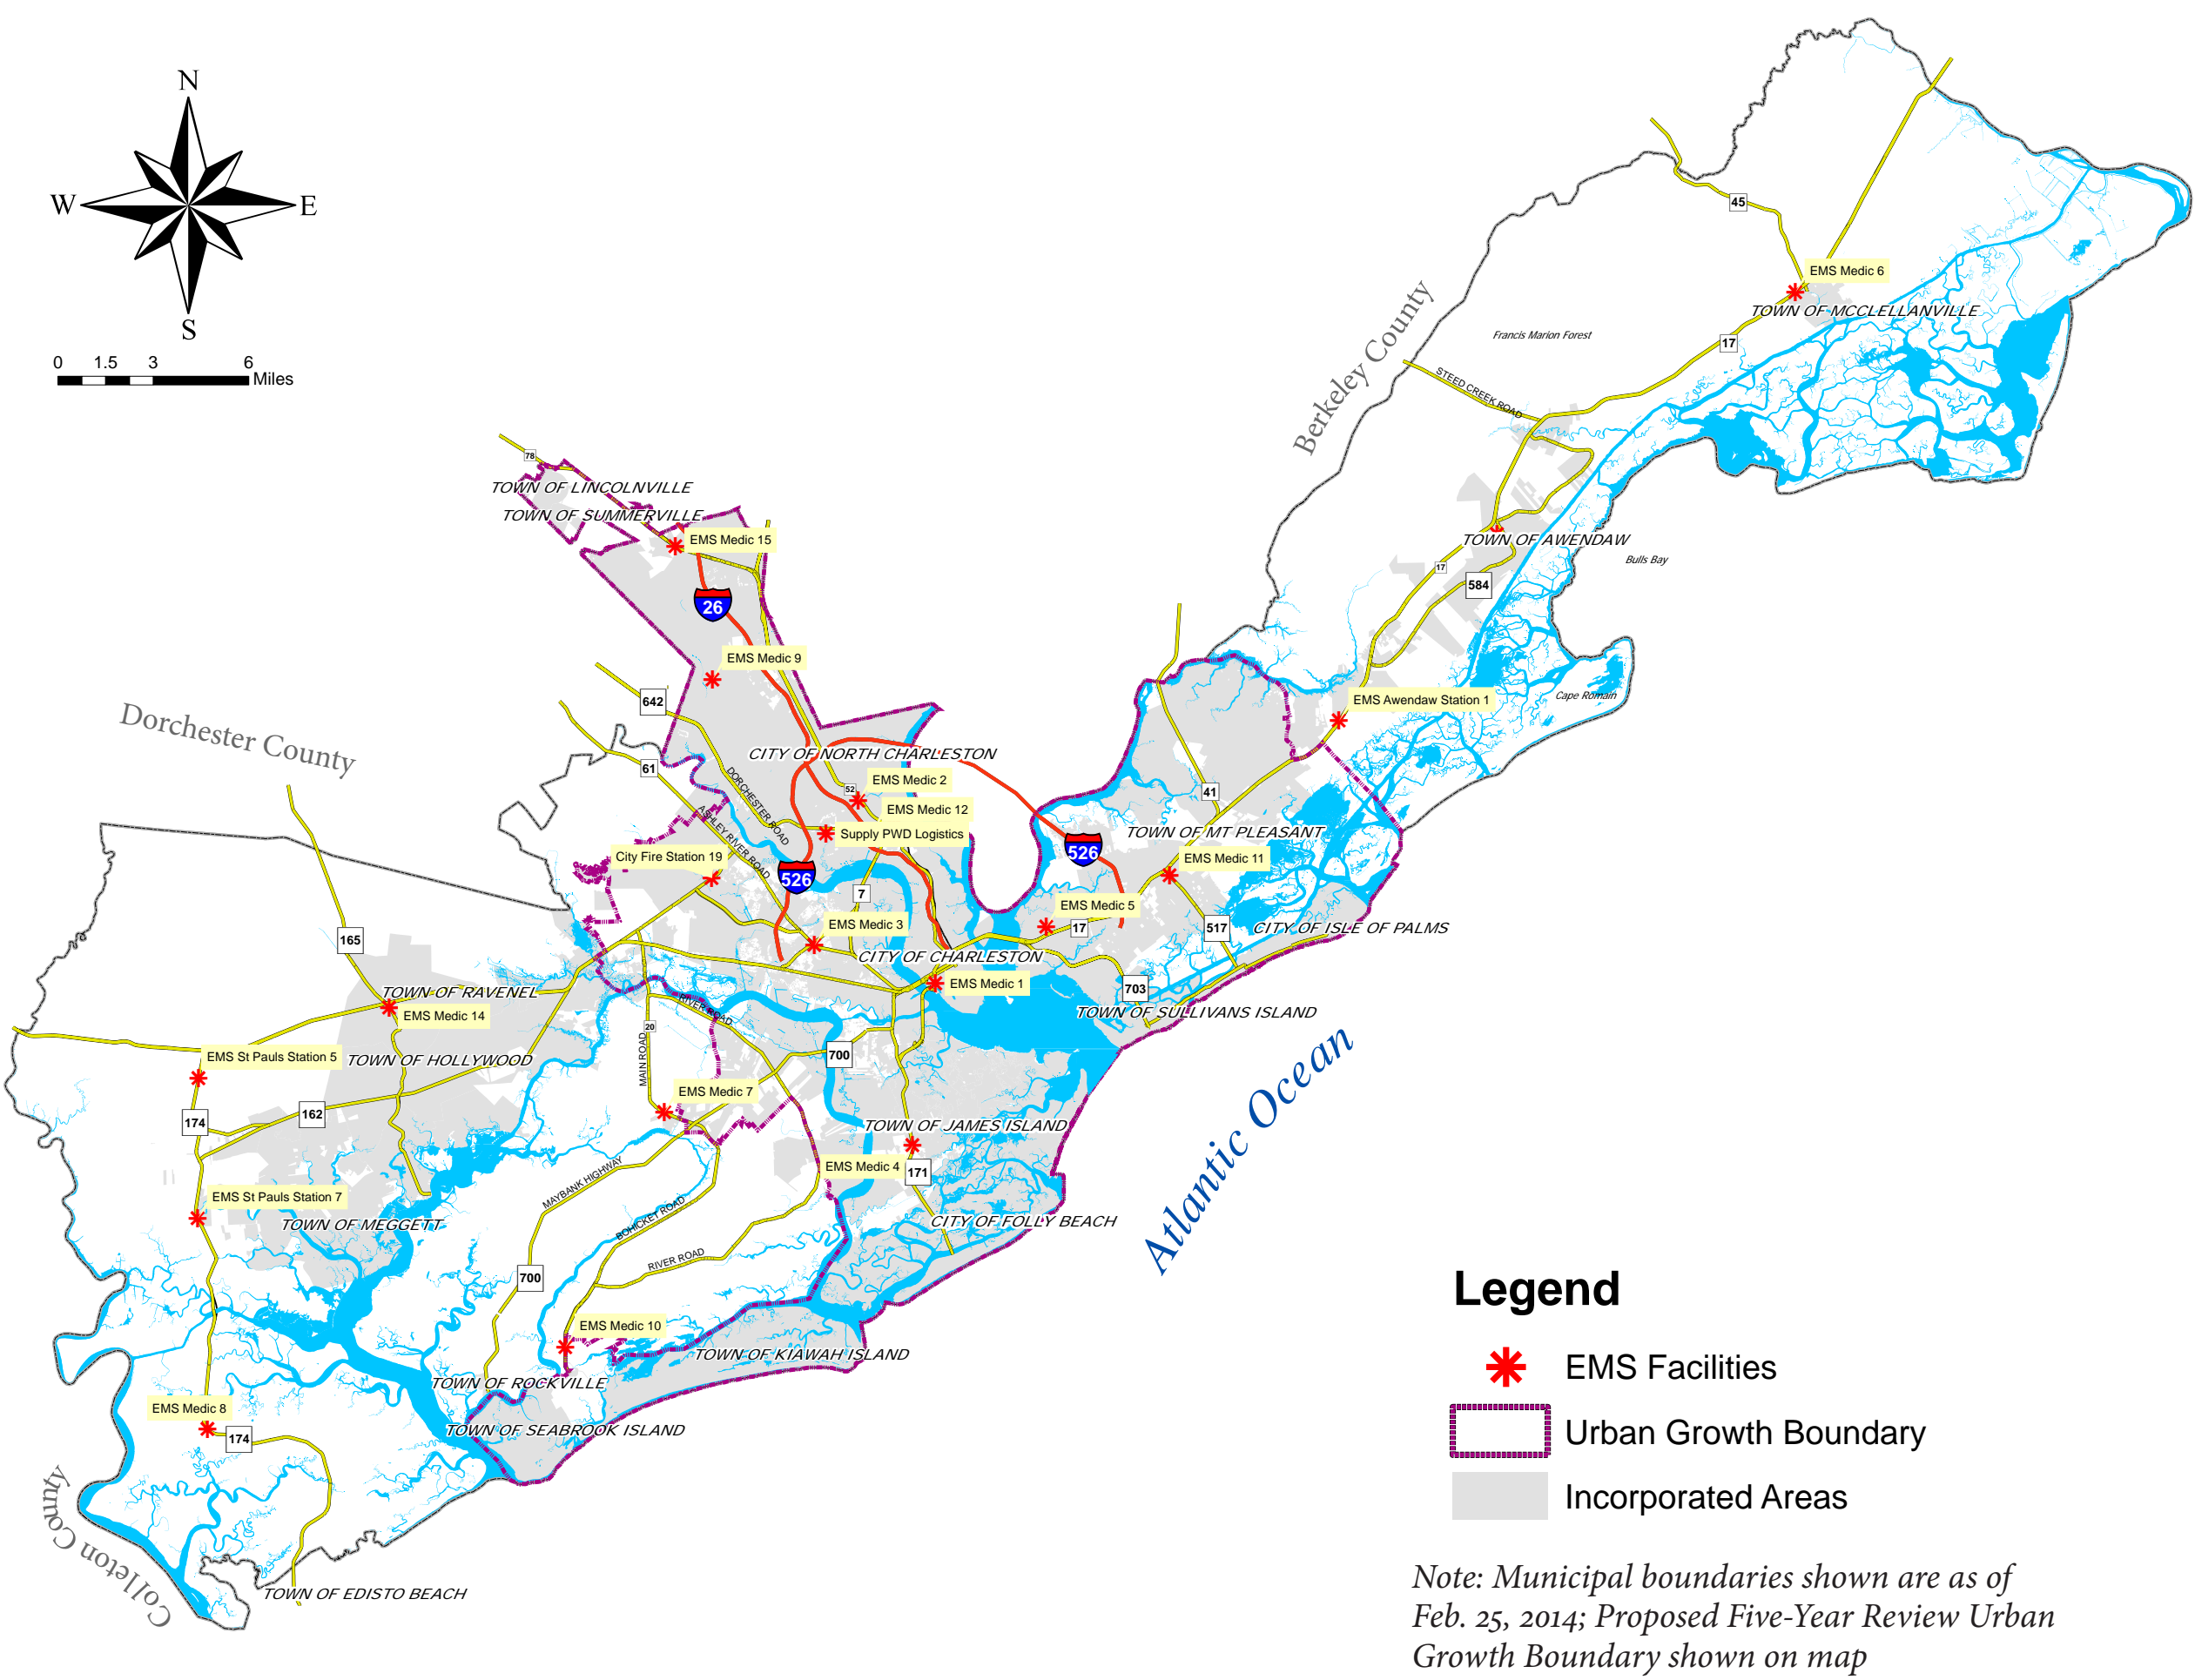 N
W
E
S
0 1.5 3 6
Miles
45
EMS Medic 6
TOWN OF MCCLELLANVILLE
Berkeley County
Francis Marion Forest
17
STEED CREEK ROAD
78
TOWN OF LINCOLNVILLE
TOWN OF SUMMERVILLE
EMS Medic 15
TOWN OF AWENDAW
Bulls Bay
17
584
26
EMS Medic 9
642
EMS Awendaw Station 1
Cape Romain
Dorchester County
CITY OF NORTH CHARLESTON
61
DORCHESTER ROAD
EMS Medic 2
52
41
EMS Medic 12
Supply PWD Logistics
TOWN OF MT PLEASANT
ASHLEY RIVER ROAD
526
City Fire Station 19
EMS Medic 11
526
7
EMS Medic 5
EMS Medic 3
17
517
CITY OF ISLE OF PALMS
165
CITY OF CHARLESTON
EMS Medic 1
703
TOWN OF RAVENEL
EMS Medic 14
RIVER ROAD
TOWN OF SULLIVANS ISLAND
20
MAIN ROAD
700
EMS St Pauls Station 5
TOWN OF HOLLYWOOD
EMS Medic 7
174
162
TOWN OF JAMES ISLAND
Atlantic Ocean
EMS Medic 4
171
MAYBANK HIGHWAY
EMS St Pauls Station 7
TOWN OF MEGGETT
BOHICKET ROAD
CITY OF FOLLY BEACH
RIVER ROAD
700
EMS Medic 10
TOWN OF KIAWAH ISLAND
TOWN OF ROCKVILLE
EMS Medic 8
174
TOWN OF SEABROOK ISLAND
Colleton County
TOWN OF EDISTO BEACH
Legend
EMS Facilities
Urban Growth Boundary
Incorporated Areas
Note: Municipal boundaries shown are as of
Feb. 25, 2014; Proposed Five-Year Review Urban
Growth Boundary shown on map